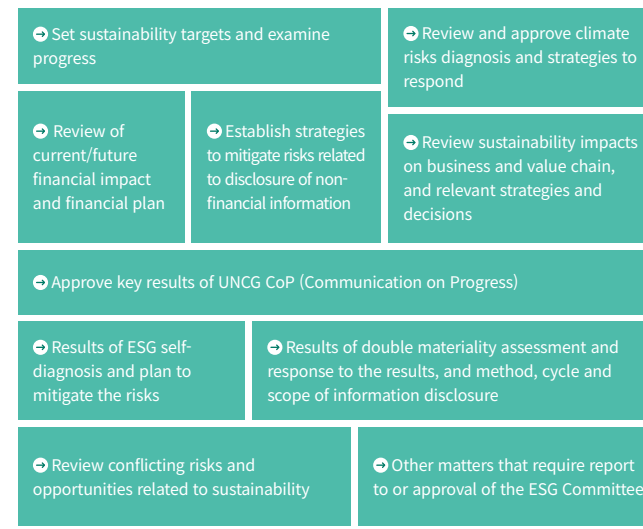 Set sustainability targets and examine
progress
Review and approve climate
risks diagnosis and strategies to
respond
Review of
current/future
financial impact
and financial plan
Establish strategies
to mitigate risks related
to disclosure of non-
financial information
Review sustainability impacts
on business and value chain,
and relevant strategies and
decisions
Approve key results of UNCG CoP (Communication on Progress)
Results of ESG self-
diagnosis and plan to
mitigate the risks
Results of double materiality assessment and
response to the results, and method, cycle and
scope of information disclosure
Review conflicting risks and
opportunities related to sustainability
Other matters that require report
to or approval of the ESG Committee